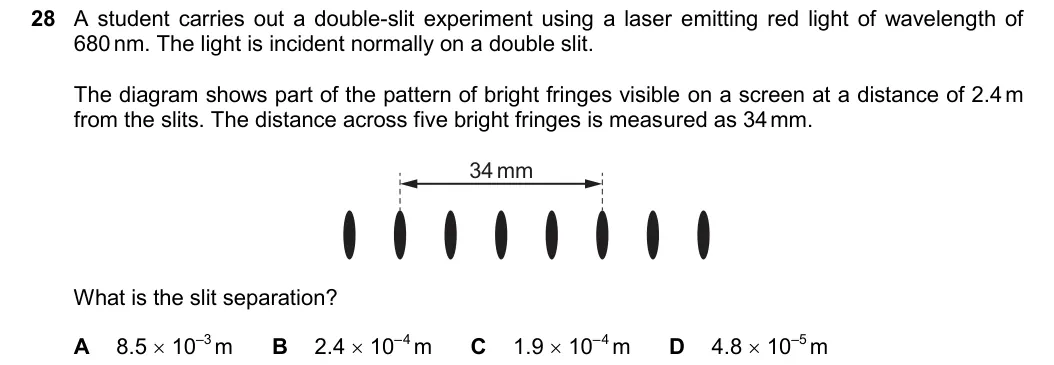 28 A student carries out a double-slit experiment using a laser emitting red light of wavelength of
680 nm. The light is incident normally on a double slit.
The diagram shows part of the pattern of bright fringes visible on a screen at a distance of 2.4 m
from the slits. The distance across five bright fringes is measured as 34 mm.
34 mm
What is the slit separation?
A 8.5 × 10⁻³ m B 2.4 × 10⁻⁴ m C 1.9 × 10⁻⁴ m D 4.8 × 10⁻⁵ m